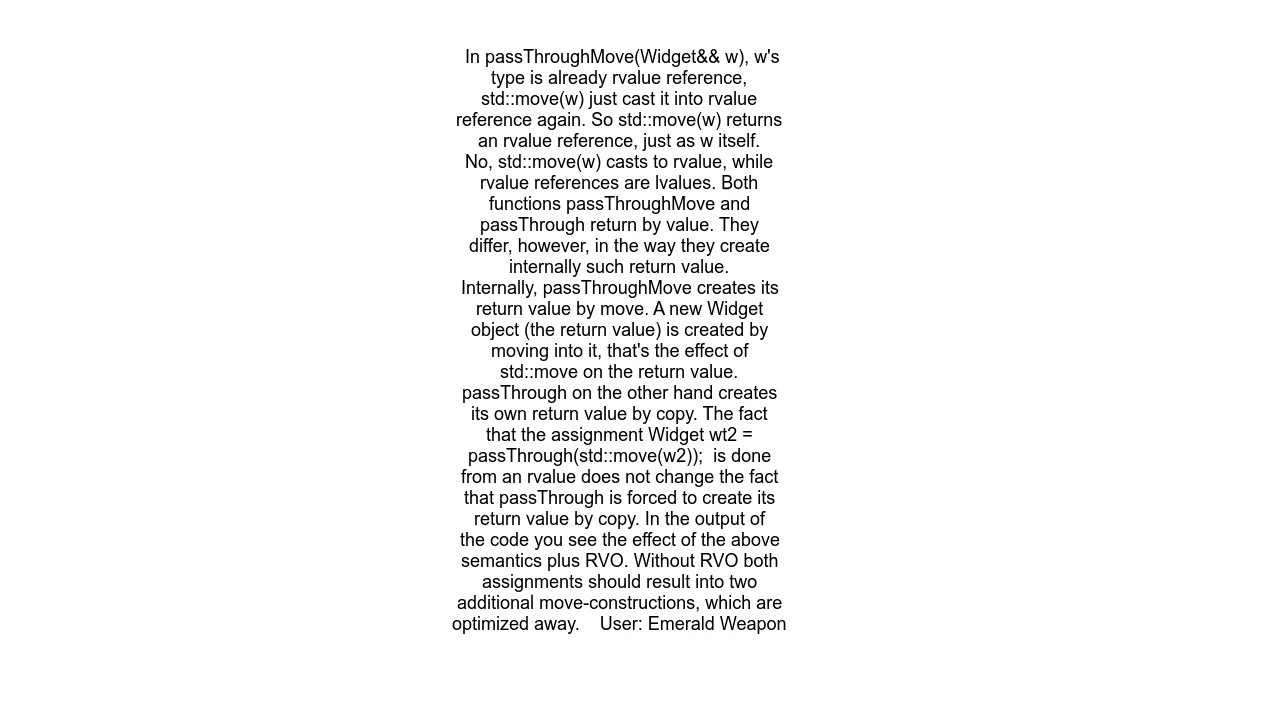 In passThroughMove(Widget&& w), w's
type is already rvalue reference,
std::move(w) just cast it into rvalue
reference again. So std::move(w) returns
an rvalue reference, just as w itself.
No, std::move(w) casts to rvalue, while
rvalue references are lvalues. Both
functions passThroughMove and
passThrough return by value. They
differ, however, in the way they create
internally such return value.
Internally, passThroughMove creates its
return value by move. A new Widget
object (the return value) is created by
moving into it, that's the effect of
std::move on the return value.
passThrough on the other hand creates
its own return value by copy. The fact
that the assignment Widget wt2 =
passThrough(std::move(w2));  is done
from an rvalue does not change the fact
that passThrough is forced to create its
return value by copy. In the output of
the code you see the effect of the above
semantics plus RVO. Without RVO both
assignments should result into two
additional move-constructions, which are
optimized away.    User: Emerald Weapon